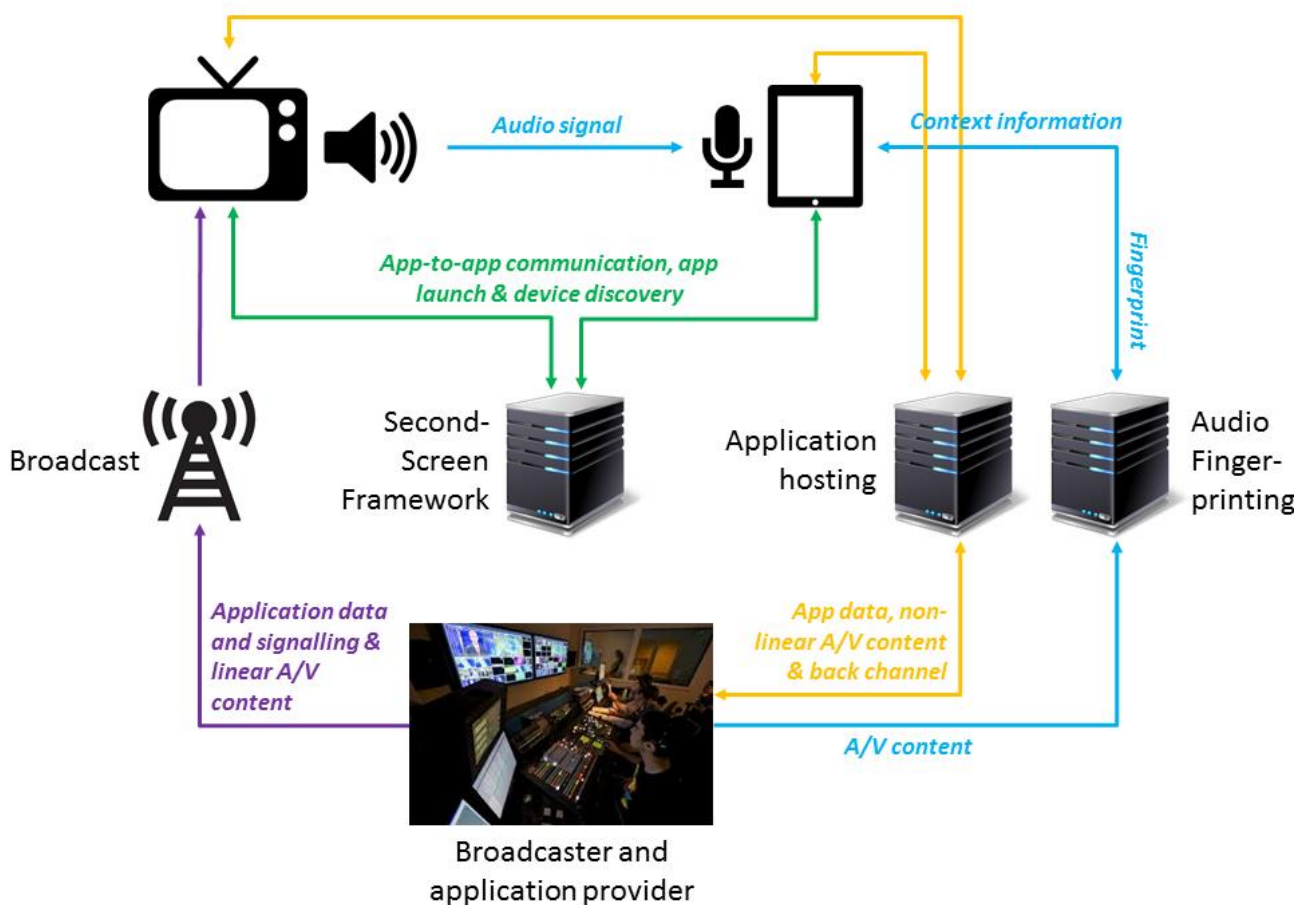 Audio signal
Context information
Fingerprint
App-to-app communication, app
launch & device discovery
Broadcast
Second-
Screen
Framework
Application
hosting
Audio
Finger-
printing
Application data
and signalling &
linear A/V
content
App data, non-
linear A/V content
& back channel
A/V content
Broadcaster and
application provider